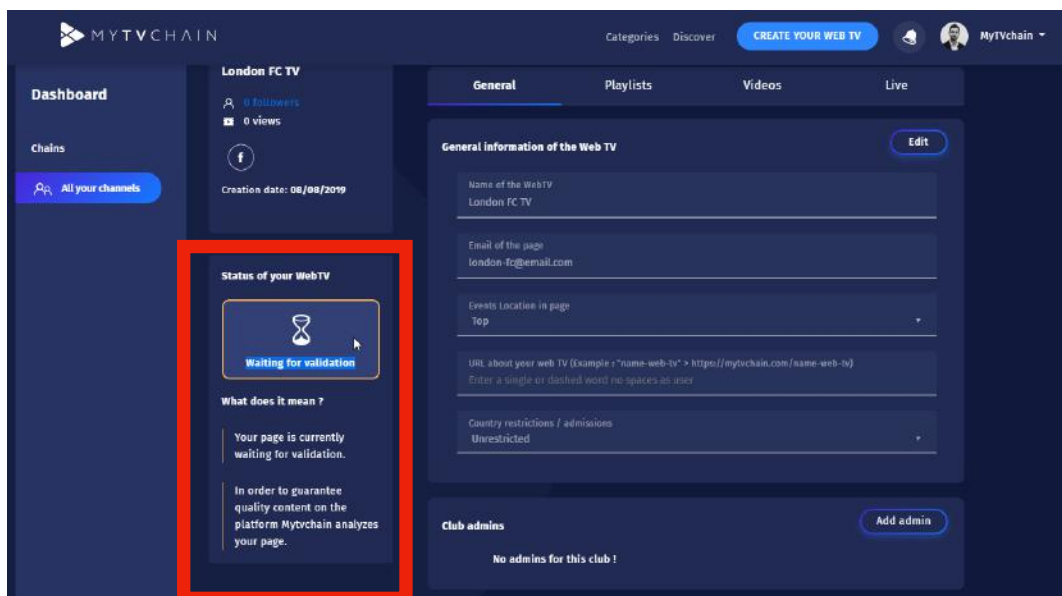 MYTVCHAIN
Categories Discover CREATE YOUR WEB TV MyTVchain
Dashboard
Chains
All your channels
London FC TV
0 followers
0 views
f
Creation date: 08/08/2019
Status of your WebTV
Waiting for validation
What does it mean ?
Your page is currently
waiting for validation.
In order to guarantee
quality content on the
platform Mytvchain analyzes
your page.
General Playlists Videos Live
General information of the Web TV
Edit
Name of the WebTV
London FC TV
Email of the page
london-fc@email.com
Events Location in page
Top
URL about your web TV (Example : "name-web-tv" > https://mytvchain.com/name-web-tv)
Enter a single or dashed word no spaces as user
Country restrictions / admissions
Unrestricted
Club admins
Add admin
No admins for this club !